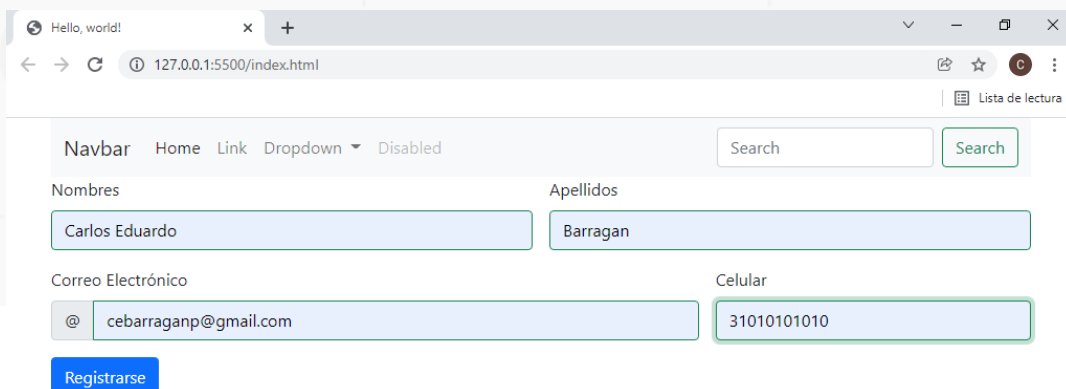 Hello, world!
127.0.0.1:5500/index.html
C
Lista de lectura
Navbar Home Link Dropdown Disabled Search Search
Nombres Apellidos
Carlos Eduardo Barragan
Correo Electrónico Celular
@ cebarraganp@gmail.com 31010101010
Registrarse